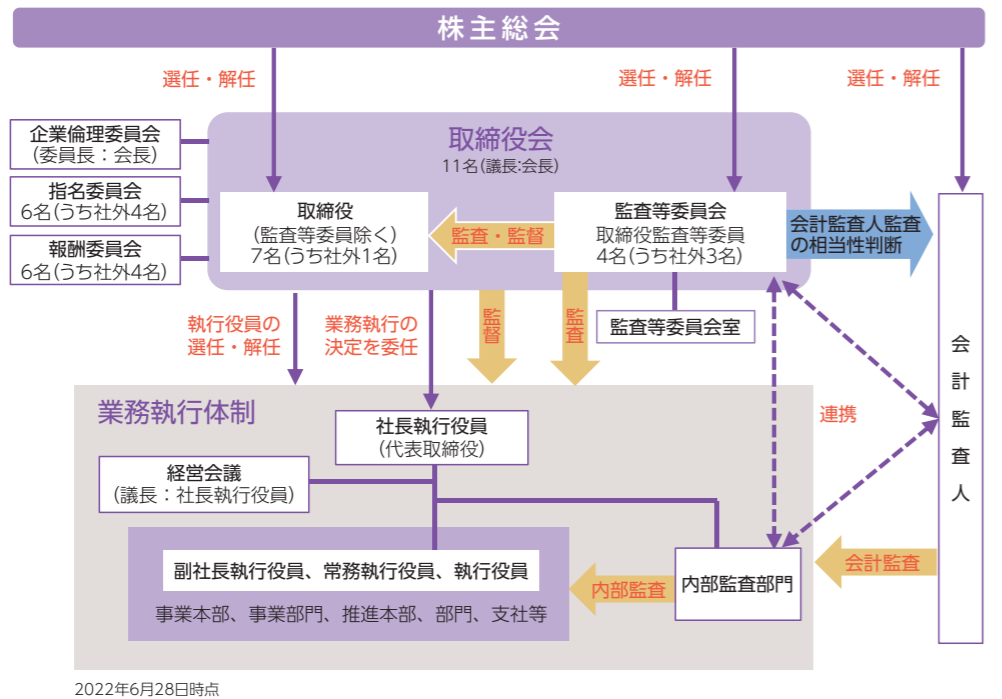 株主総会
選任・解任
選任・解任
選任・解任
企業倫理委員会
(委員長：会長)
指名委員会
6名(うち社外4名)
報酬委員会
6名(うち社外4名)
取締役会
11名(議長:会長)
取締役
(監査等委員除く)
7名(うち社外1名)
監査・監督
監査等委員会
取締役監査等委員
4名(うち社外3名)
会計監査人監査
の相当性判断
監査等委員会室
執行役員の
選任・解任
業務執行の
決定を委任
監督
監査
会計監査人
業務執行体制
社長執行役員
(代表取締役)
連携
経営会議
(議長：社長執行役員)
副社長執行役員、常務執行役員、執行役員
事業本部、事業部門、推進本部、部門、支社等
内部監査
内部監査部門
会計監査
2022年6月28日時点